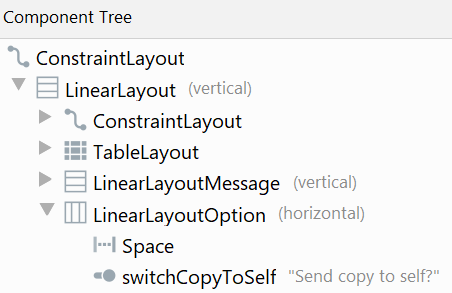 Component Tree
ConstraintLayout
LinearLayout (vertical)
ConstraintLayout
TableLayout
LinearLayoutMessage (vertical)
LinearLayoutOption (horizontal)
Space
switchCopyToSelf "Send copy to self?"